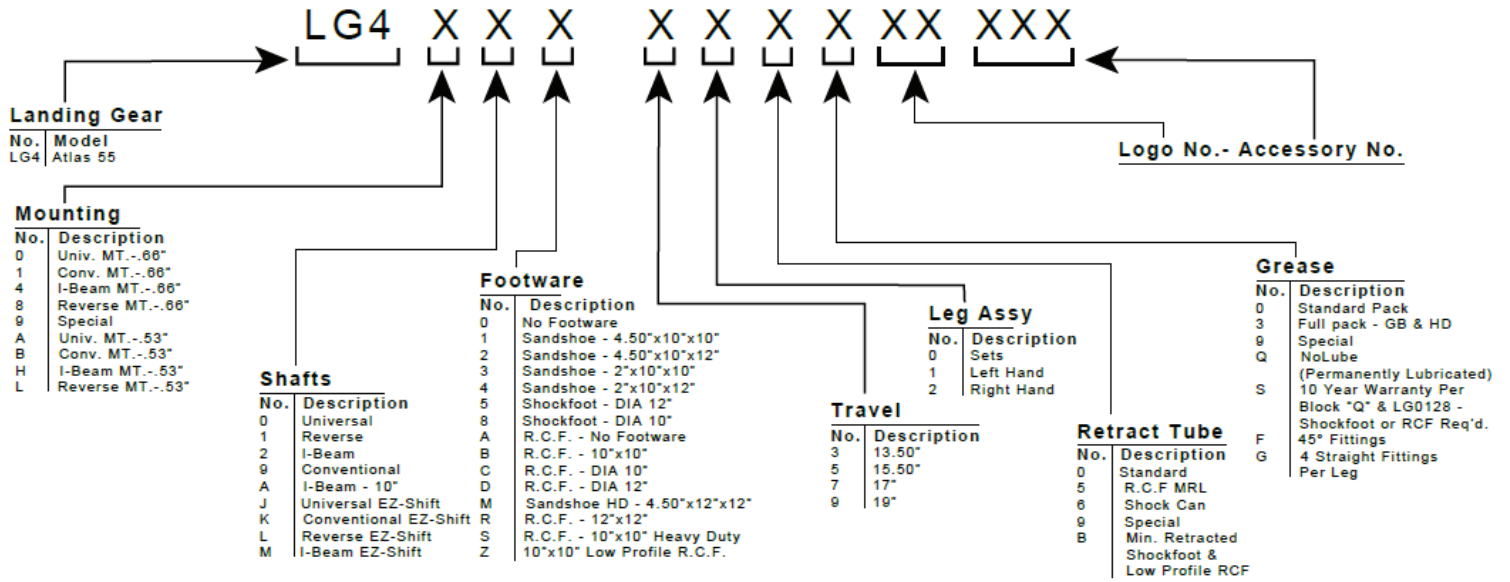 LG4 X X X X X X X XX XXX
Landing Gear
No. Model
LG4 Atlas 55
Logo No.- Accessory No.
Mounting
No. Description
0 Univ. MT.-.66"
1 Conv. MT.-.66"
4 I-Beam MT.-.66"
8 Reverse MT.-.66"
9 Special
A Univ. MT.-.53"
B Conv. MT.-.53"
H I-Beam MT.-.53"
L Reverse MT.-.53"
Shafts
No. Description
0 Universal
1 Reverse
2 I-Beam
9 Conventional
A I-Beam - 10"
J Universal EZ-Shift
K Conventional EZ-Shift
L Reverse EZ-Shift
M I-Beam EZ-Shift
Footware
No. Description
0 No Footware
1 Sandshoe - 4.50"x10"x10"
2 Sandshoe - 4.50"x10"x12"
3 Sandshoe - 2"x10"x10"
4 Sandshoe - 2"x10"x12"
5 Shockfoot - DIA 12"
8 Shockfoot - DIA 10"
A R.C.F. - No Footware
B R.C.F. - 10"x10"
C R.C.F. - DIA 10"
D R.C.F. - DIA 12"
M Sandshoe HD - 4.50"x12"x12"
R R.C.F. - 12"x12"
S R.C.F. - 10"x10" Heavy Duty
Z 10"x10" Low Profile R.C.F.
Travel
No. Description
3 13.50"
5 15.50"
7 17"
9 19"
Leg Assy
No. Description
0 Sets
1 Left Hand
2 Right Hand
Retract Tube
No. Description
0 Standard
5 R.C.F MRL
6 Shock Can
9 Special
B Min. Retracted
Shockfoot &
Low Profile RCF
Grease
No. Description
0 Standard Pack
3 Full pack - GB & HD
9 Special
Q NoLube
(Permanently Lubricated)
S 10 Year Warranty Per
Block "Q" & LG0128 -
Shockfoot or RCF Req'd.
F 45° Fittings
G 4 Straight Fittings
Per Leg